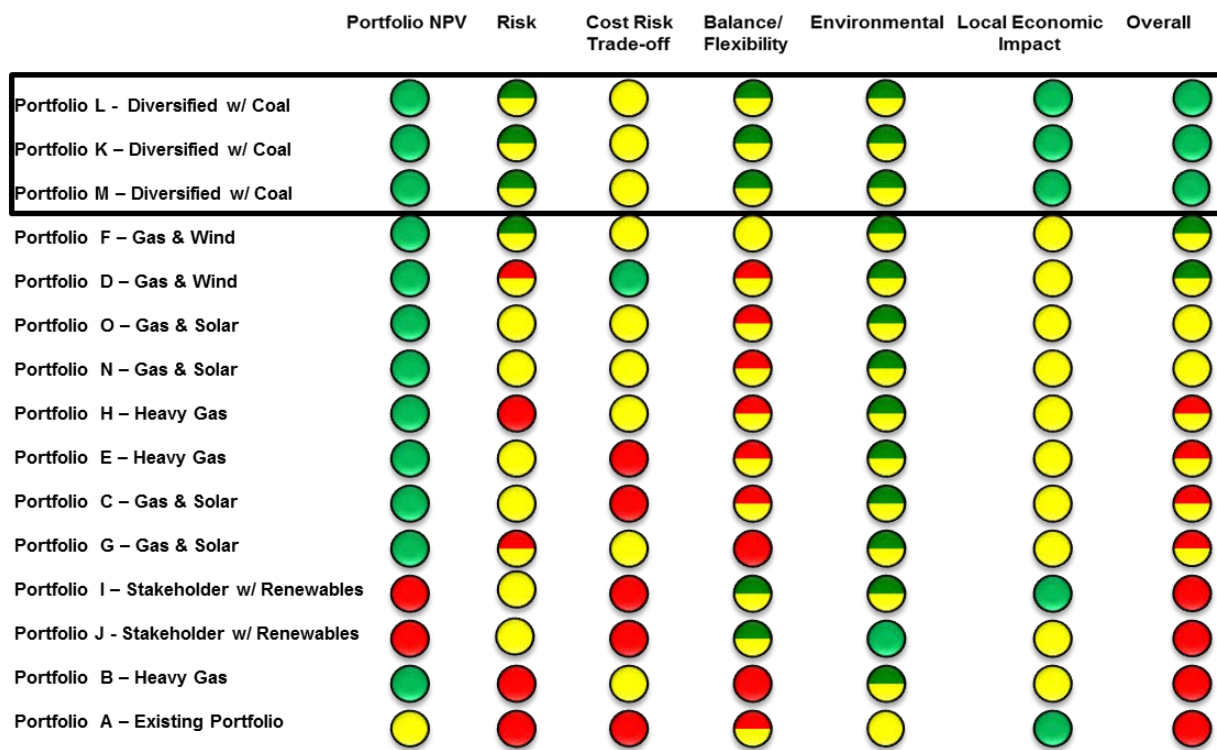 Portfolio NPV Risk Cost Risk Balance/ Environmental Local Economic Overall
Trade-off Flexibility Impact
Portfolio L - Diversified w/ Coal
Portfolio K – Diversified w/ Coal
Portfolio M – Diversified w/ Coal
Portfolio F – Gas & Wind
Portfolio D – Gas & Wind
Portfolio O – Gas & Solar
Portfolio N – Gas & Solar
Portfolio H – Heavy Gas
Portfolio E – Heavy Gas
Portfolio C – Gas & Solar
Portfolio G – Gas & Solar
Portfolio I – Stakeholder w/ Renewables
Portfolio J - Stakeholder w/ Renewables
Portfolio B – Heavy Gas
Portfolio A – Existing Portfolio